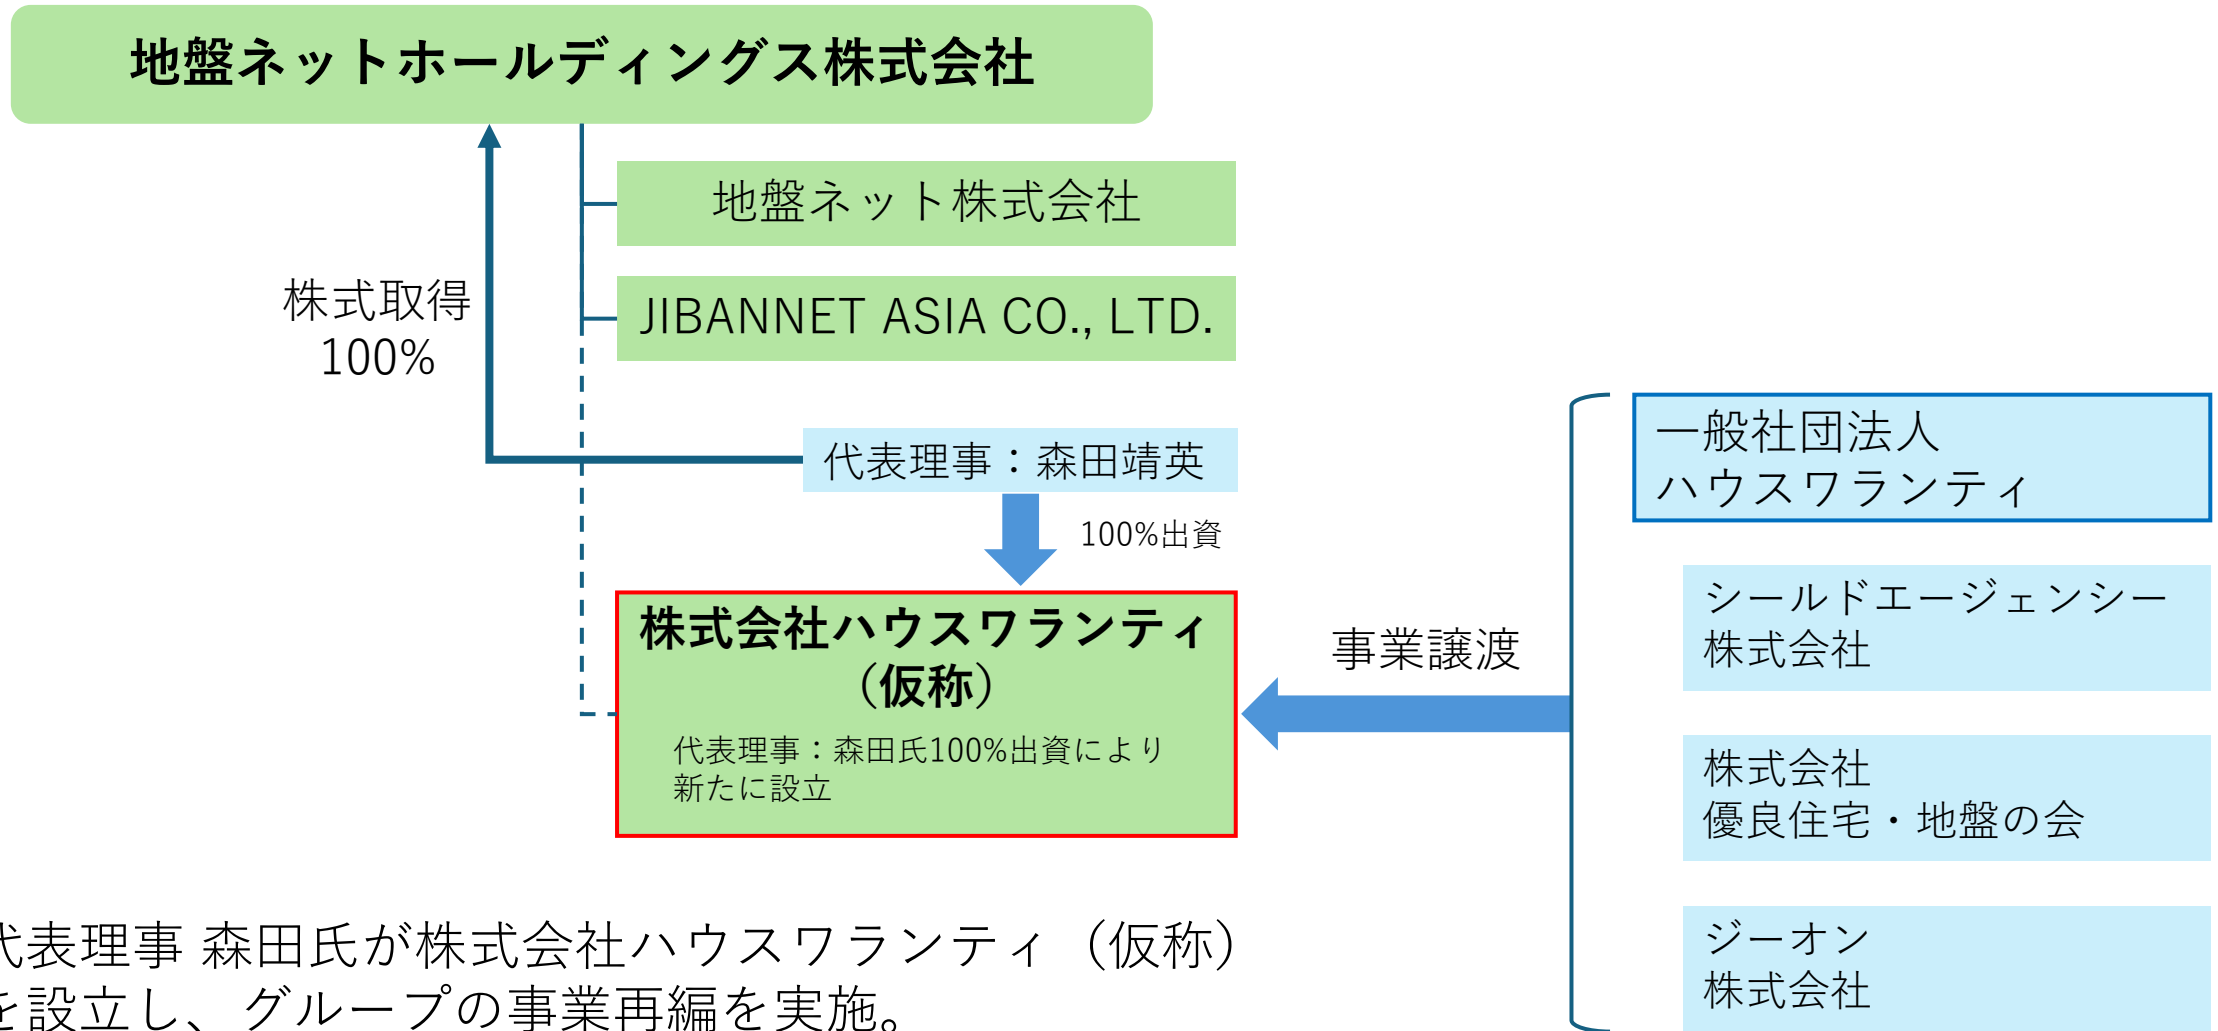 地盤ネットホールディングス株式会社
地盤ネット株式会社
JIBANNET ASIA CO., LTD.
株式取得
100%
代表理事：森田靖英
100%出資
株式会社ハウスワランティ
（仮称）
代表理事：森田氏100%出資により
新たに設立
事業譲渡
一般社団法人
ハウスワランティ
シールドエージェンシー
株式会社
株式会社
優良住宅・地盤の会
ジーオン
株式会社
代表理事 森田氏が株式会社ハウスワランティ（仮称）
を設立し、グループの事業再編を実施。